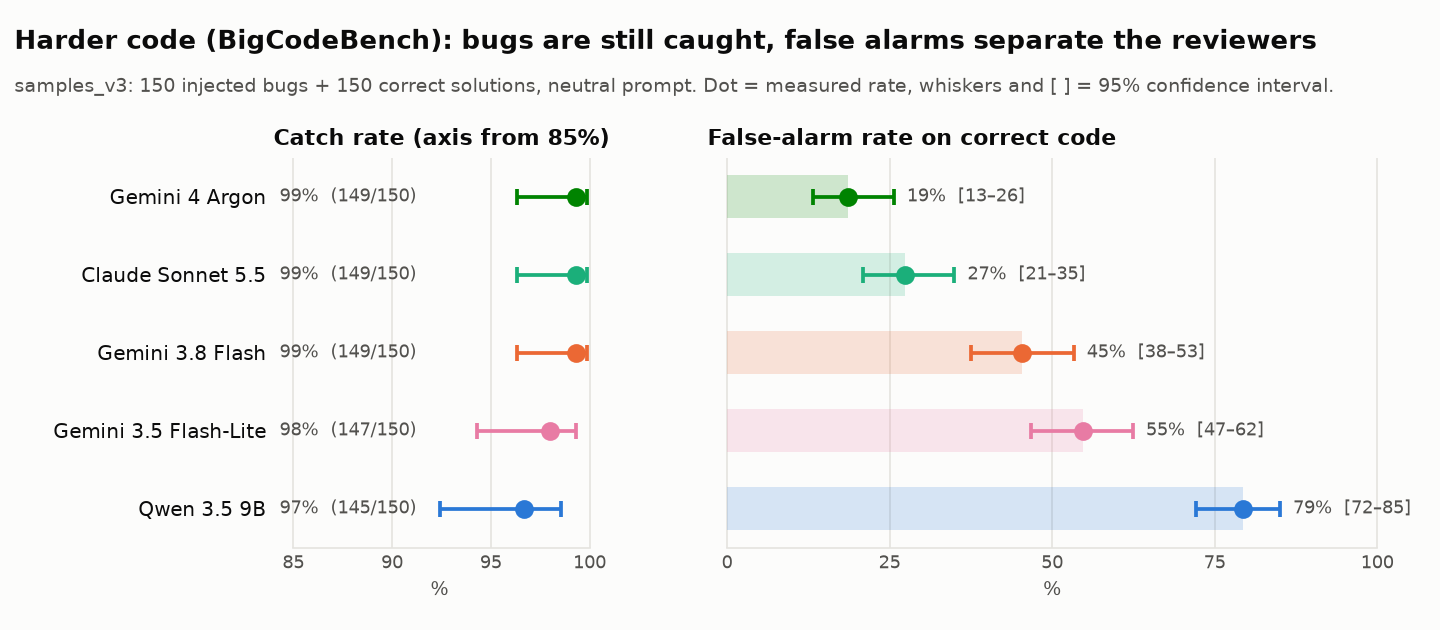 Harder code (BigCodeBench): bugs are still caught, false alarms separate the reviewers
samples_v3: 150 injected bugs + 150 correct solutions, neutral prompt. Dot = measured rate, whiskers and [ ] = 95% confidence interval.
Catch rate (axis from 85%)
False-alarm rate on correct code
Gemini 4 Argon 99% (149/150) 19% [13–26]
Claude Sonnet 5.5 99% (149/150) 27% [21–35]
Gemini 3.8 Flash 99% (149/150) 45% [38–53]
Gemini 3.5 Flash-Lite 98% (147/150) 55% [47–62]
Qwen 3.5 9B 97% (145/150) 79% [72–85]
85 90 95 100 0 25 50 75 100
% %